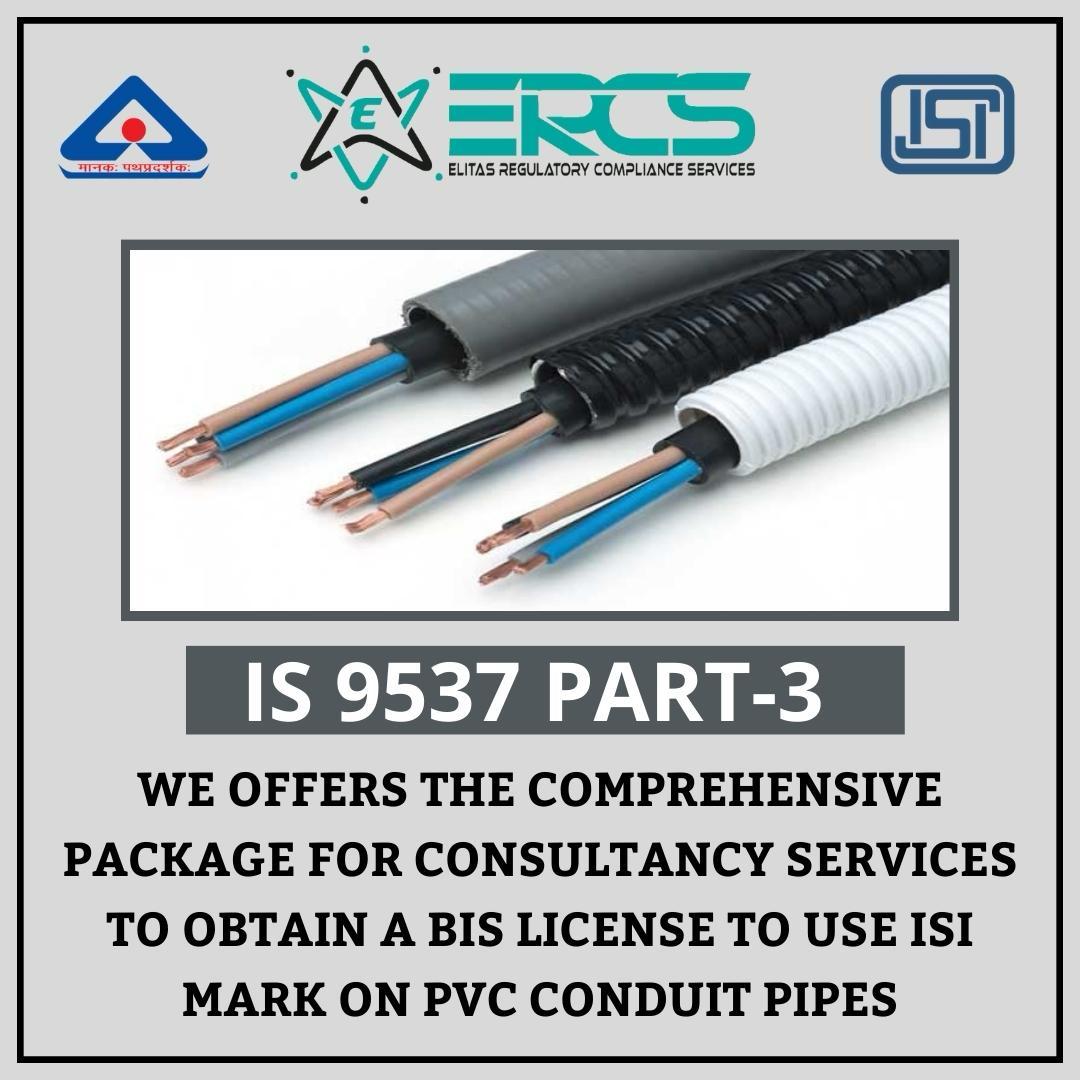 मानकः पथप्रदर्शकः
E ERCS
ELITAS REGULATORY COMPLIANCE SERVICES
ISI
IS 9537 PART-3
WE OFFERS THE COMPREHENSIVE
PACKAGE FOR CONSULTANCY SERVICES
TO OBTAIN A BIS LICENSE TO USE ISI
MARK ON PVC CONDUIT PIPES